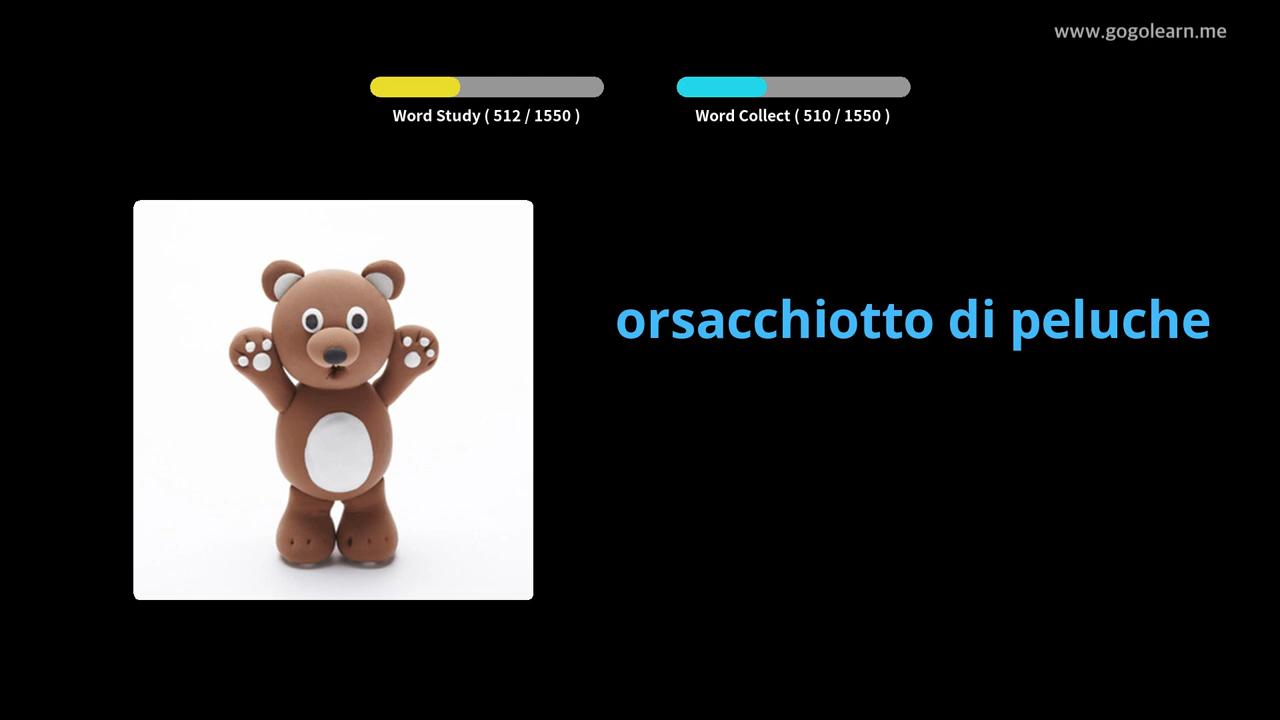 www.gogolearn.me
Word Study ( 512 / 1550 )
Word Collect ( 510 / 1550 )
orsacchiotto di peluche